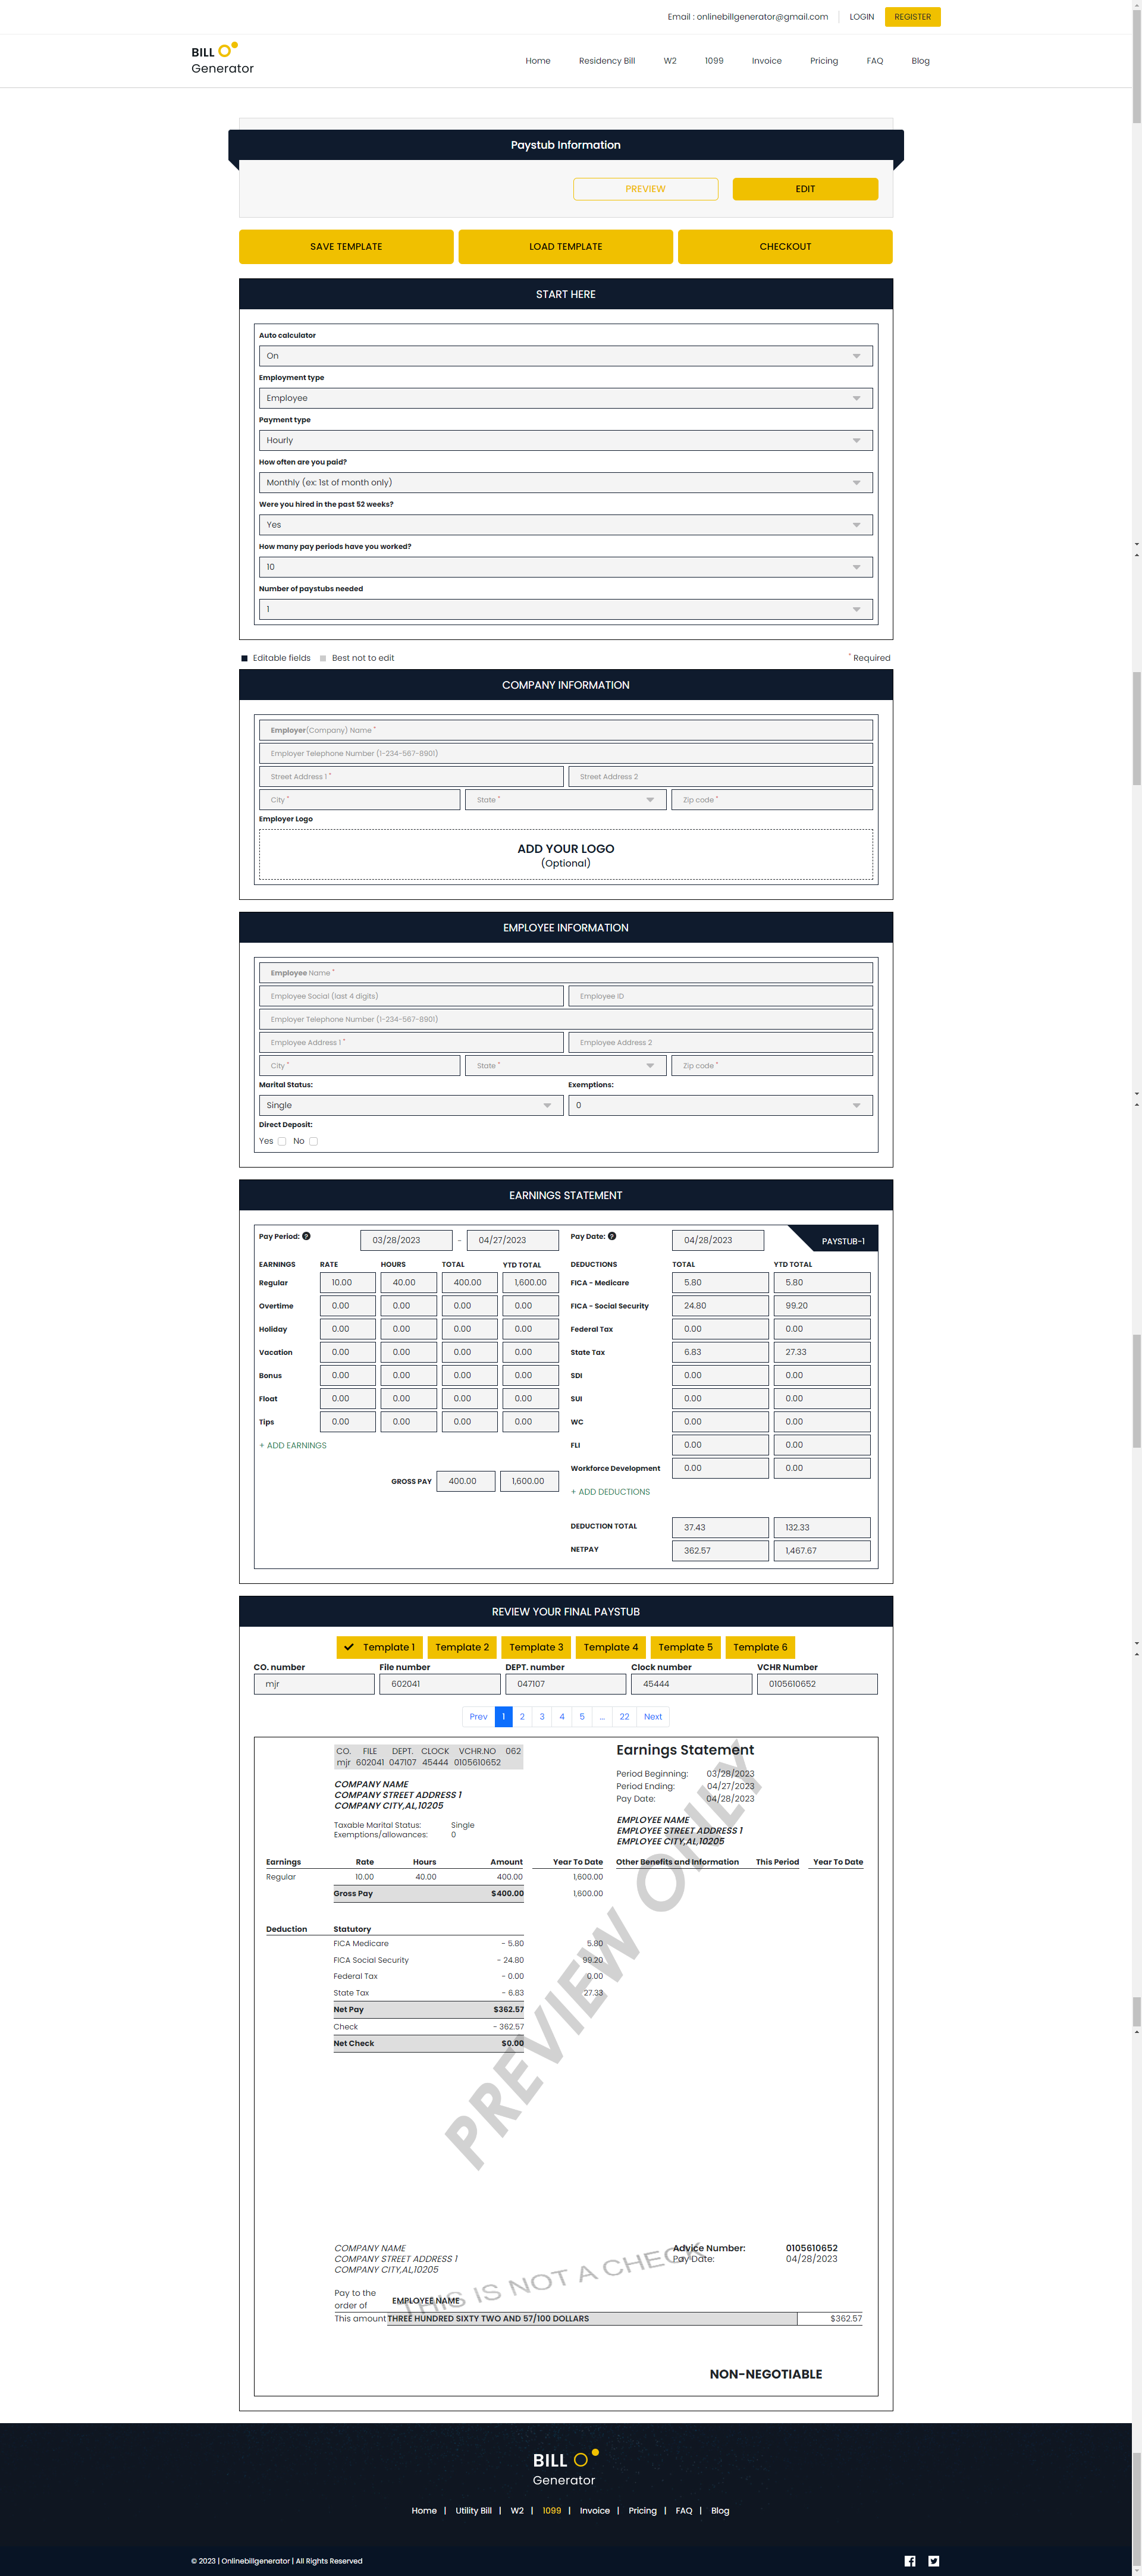 Email : onlinebillgenerator@gmail.com LOGIN REGISTER
BILL
Generator
Home Residency Bill W2 1099 Invoice Pricing FAQ Blog
Paystub Information
PREVIEW EDIT
SAVE TEMPLATE LOAD TEMPLATE CHECKOUT
START HERE
Auto calculator
On
Employment type
Employee
Payment type
Hourly
How often are you paid?
Monthly (ex: 1st of month only)
Were you hired in the past 52 weeks?
Yes
How many pay periods have you worked?
10
Number of paystubs needed
1
Editable fields Best not to edit * Required
COMPANY INFORMATION
Employer(Company) Name *
Employer Telephone Number (1-234-567-8901)
Street Address 1 * Street Address 2
City * State * Zip code *
Employer Logo
ADD YOUR LOGO
(Optional)
EMPLOYEE INFORMATION
Employee Name *
Employee Social (last 4 digits) Employee ID
Employer Telephone Number (1-234-567-8901)
Employee Address 1 * Employee Address 2
City * State * Zip code *
Marital Status: Exemptions:
Single 0
Direct Deposit:
Yes No
EARNINGS STATEMENT
Pay Period: ? 03/28/2023 - 04/27/2023 Pay Date: ? 04/28/2023 PAYSTUB-1
EARNINGS RATE HOURS TOTAL YTD TOTAL DEDUCTIONS TOTAL YTD TOTAL
Regular 10.00 40.00 400.00 1,600.00 FICA - Medicare 5.80 5.80
Overtime 0.00 0.00 0.00 0.00 FICA - Social Security 24.80 99.20
Holiday 0.00 0.00 0.00 0.00 Federal Tax 0.00 0.00
Vacation 0.00 0.00 0.00 0.00 State Tax 6.83 27.33
Bonus 0.00 0.00 0.00 0.00 SDI 0.00 0.00
Float 0.00 0.00 0.00 0.00 SUI 0.00 0.00
Tips 0.00 0.00 0.00 0.00 WC 0.00 0.00
+ ADD EARNINGS FLI 0.00 0.00
Workforce Development 0.00 0.00
GROSS PAY 400.00 1,600.00
+ ADD DEDUCTIONS
DEDUCTION TOTAL 37.43 132.33
NETPAY 362.57 1,467.67
REVIEW YOUR FINAL PAYSTUB
Template 1 Template 2 Template 3 Template 4 Template 5 Template 6
CO. number File number DEPT. number Clock number VCHR Number
mjr 602041 047107 45444 0105610652
Prev 1 2 3 4 5 ... 22 Next
CO. FILE DEPT. CLOCK VCHR.NO 062
mjr 602041 047107 45444 0105610652
Earnings Statement
Period Beginning: 03/28/2023
Period Ending: 04/27/2023
Pay Date: 04/28/2023
COMPANY NAME
COMPANY STREET ADDRESS 1
COMPANY CITY,AL,10205
Taxable Marital Status: Single
Exemptions/allowances: 0
EMPLOYEE NAME
EMPLOYEE STREET ADDRESS 1
EMPLOYEE CITY,AL,10205
Earnings Rate Hours Amount Year To Date Other Benefits and Information This Period Year To Date
Regular 10.00 40.00 400.00 1,600.00
Gross Pay $400.00 1,600.00
Deduction Statutory
FICA Medicare - 5.80 5.80
FICA Social Security - 24.80 99.20
Federal Tax - 0.00 0.00
State Tax - 6.83 27.33
Net Pay $362.57
Check - 362.57
Net Check $0.00
PREVIEW ONLY
COMPANY NAME
COMPANY STREET ADDRESS 1
COMPANY CITY,AL,10205
Advice Number: 0105610652
Pay Date: 04/28/2023
THIS IS NOT A CHECK
Pay to the
order of EMPLOYEE NAME
This amount THREE HUNDRED SIXTY TWO AND 57/100 DOLLARS $362.57
NON-NEGOTIABLE
BILL
Generator
Home | Utility Bill | W2 | 1099 | Invoice | Pricing | FAQ | Blog
© 2023 | Onlinebillgenerator | All Rights Reserved